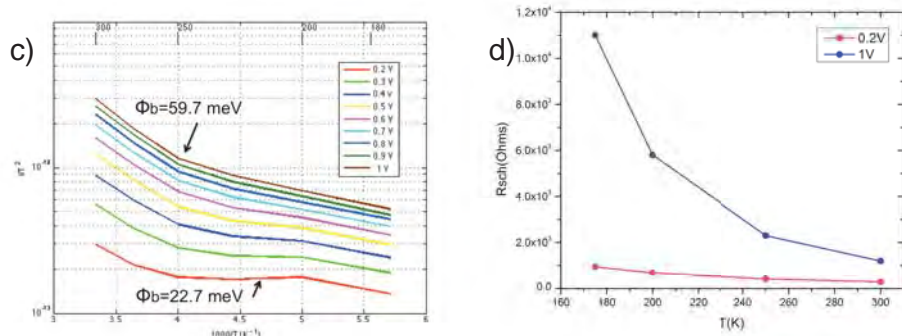 c)
300 250 200 180
0.2 V
0.3 V
0.4 V
0.5 V
0.6 V
0.7 V
0.8 V
0.9 V
1 V
Φb=59.7 meV
Φb=22.7 meV
I/T²
3 3.5 4 4.5 5 5.5 6
d)
0.2V
1V
Rsch(Ohms)
1.2x10⁴
1.0x10⁴
8.0x10³
6.0x10³
4.0x10³
2.0x10³
0.0
160 180 200 220 240 260 280 300
T(K)